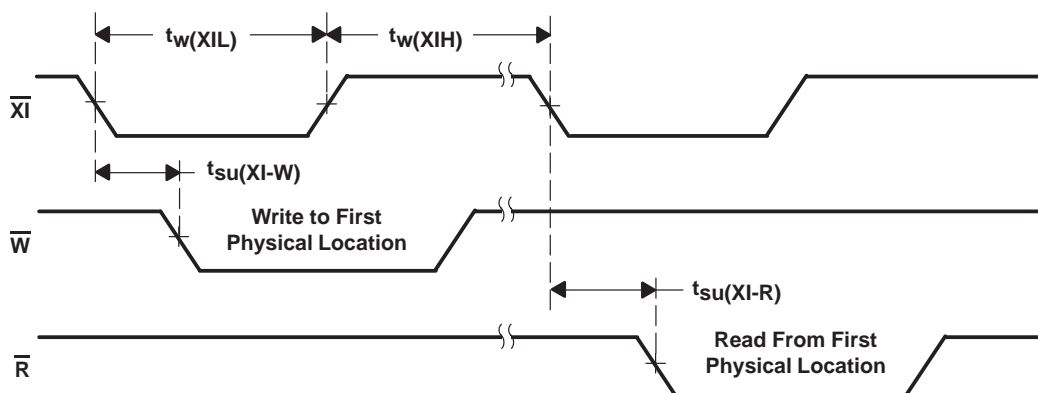 tw(XIL)
tw(XIH)
XI
tsu(XI-W)
W
Write to First
Physical Location
tsu(XI-R)
R
Read From First
Physical Location